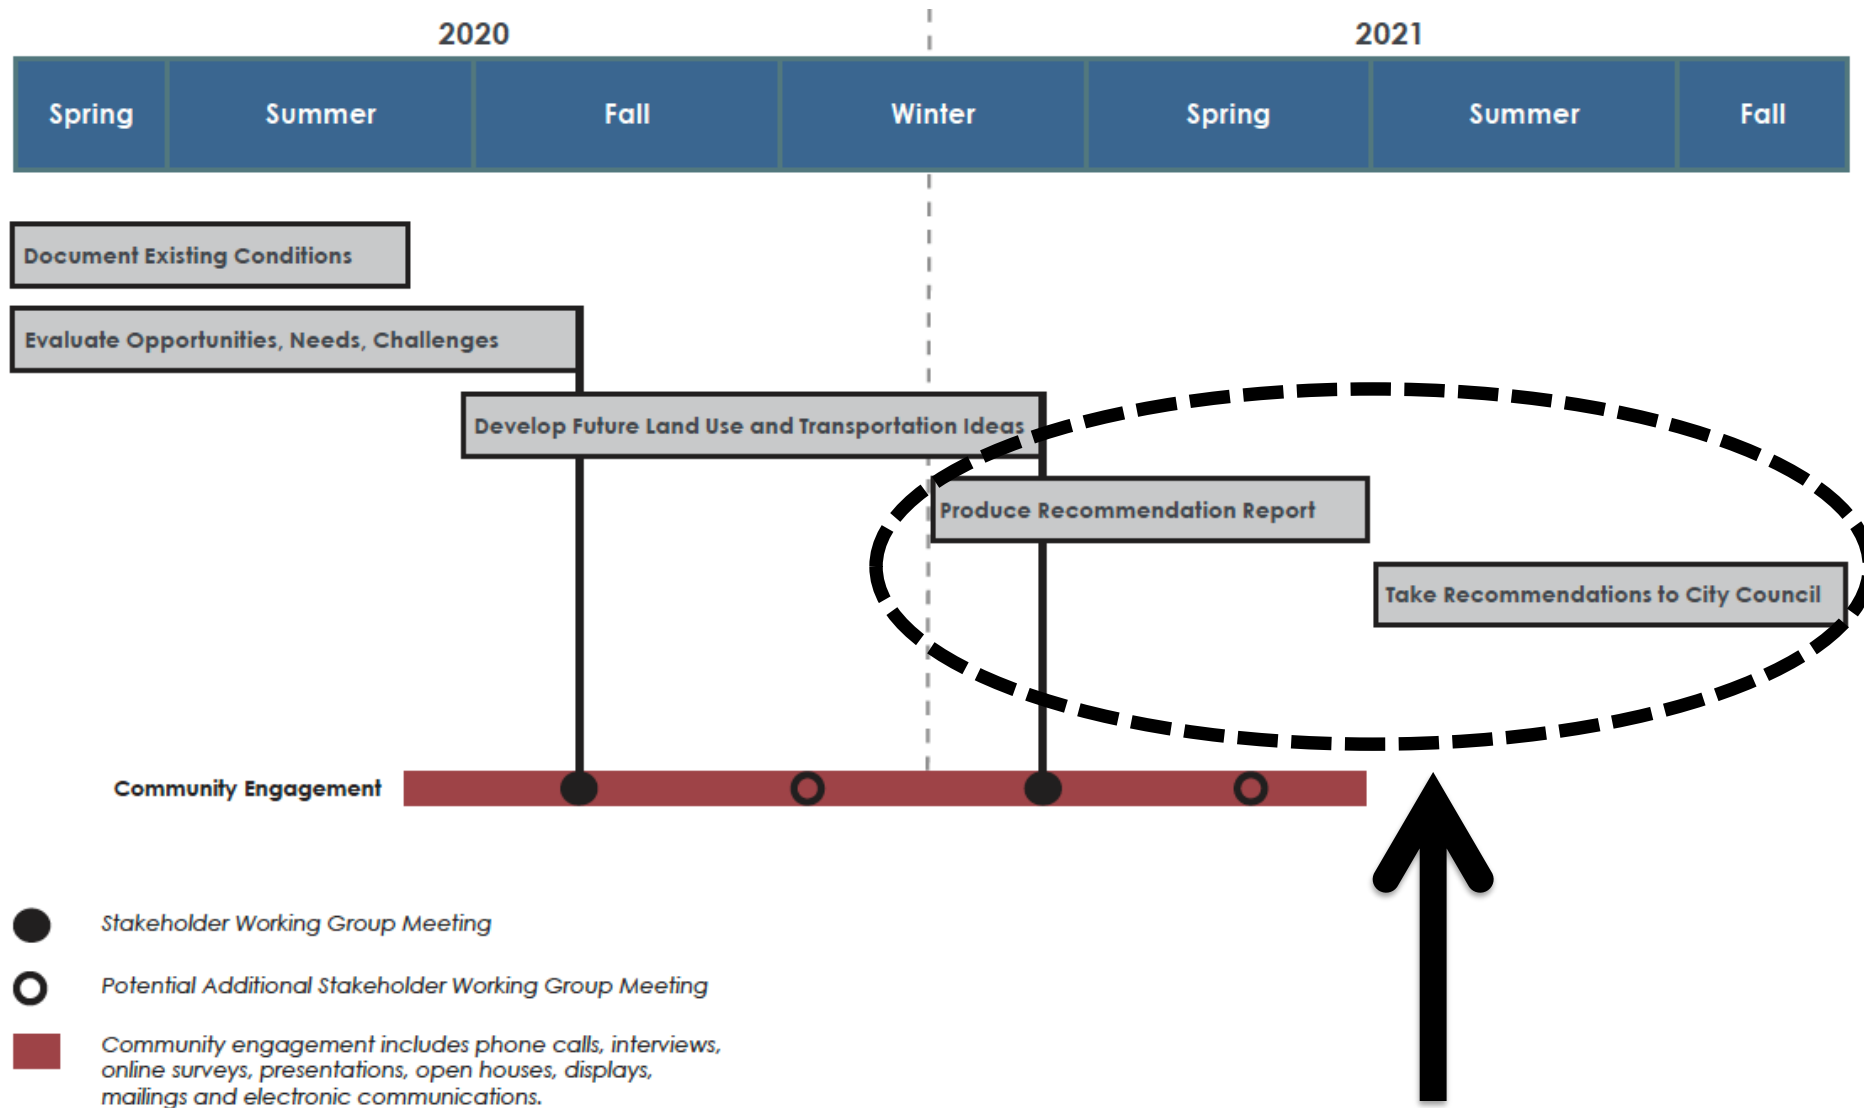 2020
2021
Spring
Summer
Fall
Winter
Spring
Summer
Fall
Document Existing Conditions
Evaluate Opportunities, Needs, Challenges
Develop Future Land Use and Transportation Ideas
Produce Recommendation Report
Take Recommendations to City Council
Community Engagement
Stakeholder Working Group Meeting
Potential Additional Stakeholder Working Group Meeting
Community engagement includes phone calls, interviews,
online surveys, presentations, open houses, displays,
mailings and electronic communications.